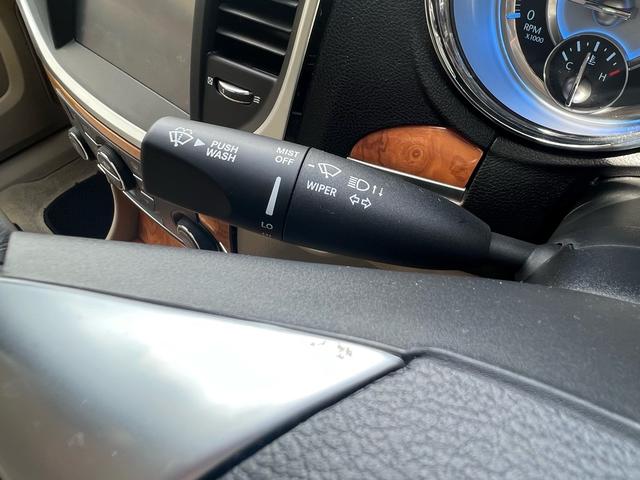 0
RPM
X1000
C
H
PUSH
WASH
MIST
OFF
WIPER
LO